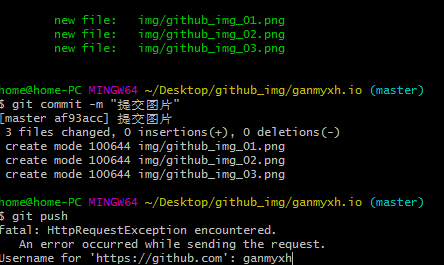 new file:   img/github_img_01.png
new file:   img/github_img_02.png
new file:   img/github_img_03.png
home@home-PC MINGW64 ~/Desktop/github_img/ganmyxh.io (master)
$ git commit -m "提交图片"
[master af93acc] 提交图片
3 files changed, 0 insertions(+), 0 deletions(-)
create mode 100644 img/github_img_01.png
create mode 100644 img/github_img_02.png
create mode 100644 img/github_img_03.png
home@home-PC MINGW64 ~/Desktop/github_img/ganmyxh.io (master)
$ git push
fatal: HttpRequestException encountered.
An error occurred while sending the request.
Username for 'https://github.com': ganmyxh